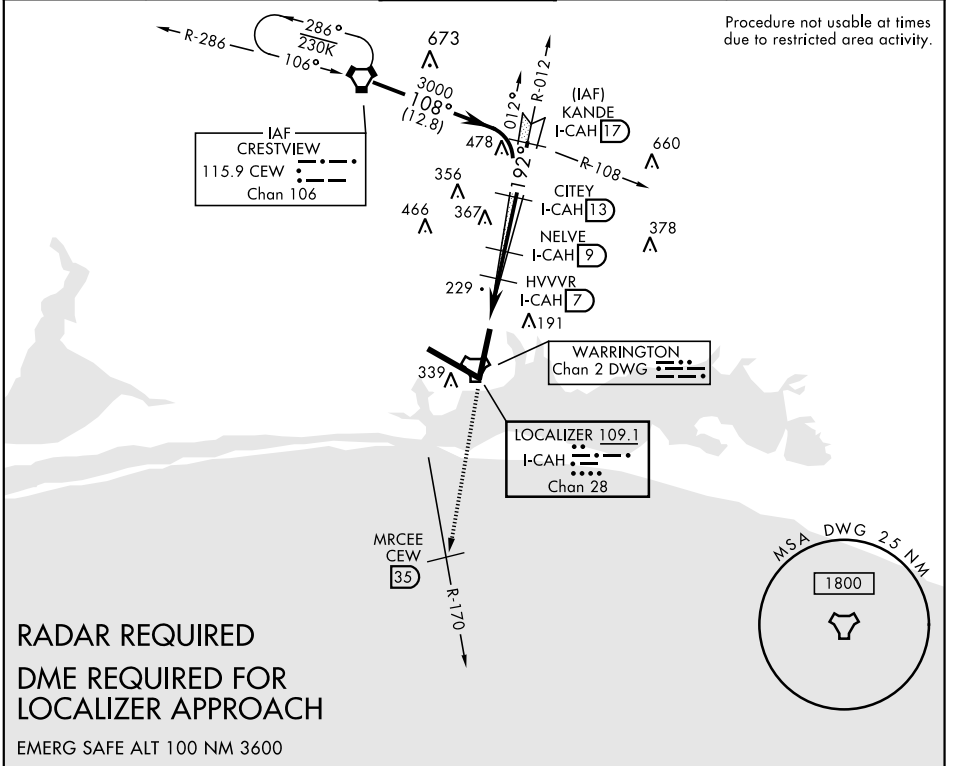 Procedure not usable at times
due to restricted area activity.
R-286
286°
230K
106°
673
3000
108°
(12.8)
012°
R-012
(IAF)
KANDE
I-CAH 17
478
192°
R-108
660
IAF
CRESTVIEW
115.9 CEW
Chan 106
356
466
367
CITEY
I-CAH 13
378
NELVE
I-CAH 9
229
HVVVR
I-CAH 7
191
339
WARRINGTON
Chan 2 DWG
LOCALIZER 109.1
I-CAH
Chan 28
MRCEE
CEW
35
R-170
MSA DWG 25 NM
1800
RADAR REQUIRED
DME REQUIRED FOR
LOCALIZER APPROACH
EMERG SAFE ALT 100 NM 3600